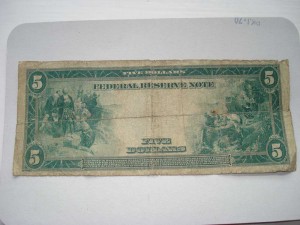 FIVE DOLLARS
FEDERAL RESERVE NOTE
5 5
5 5
FIVE
DOLLARS